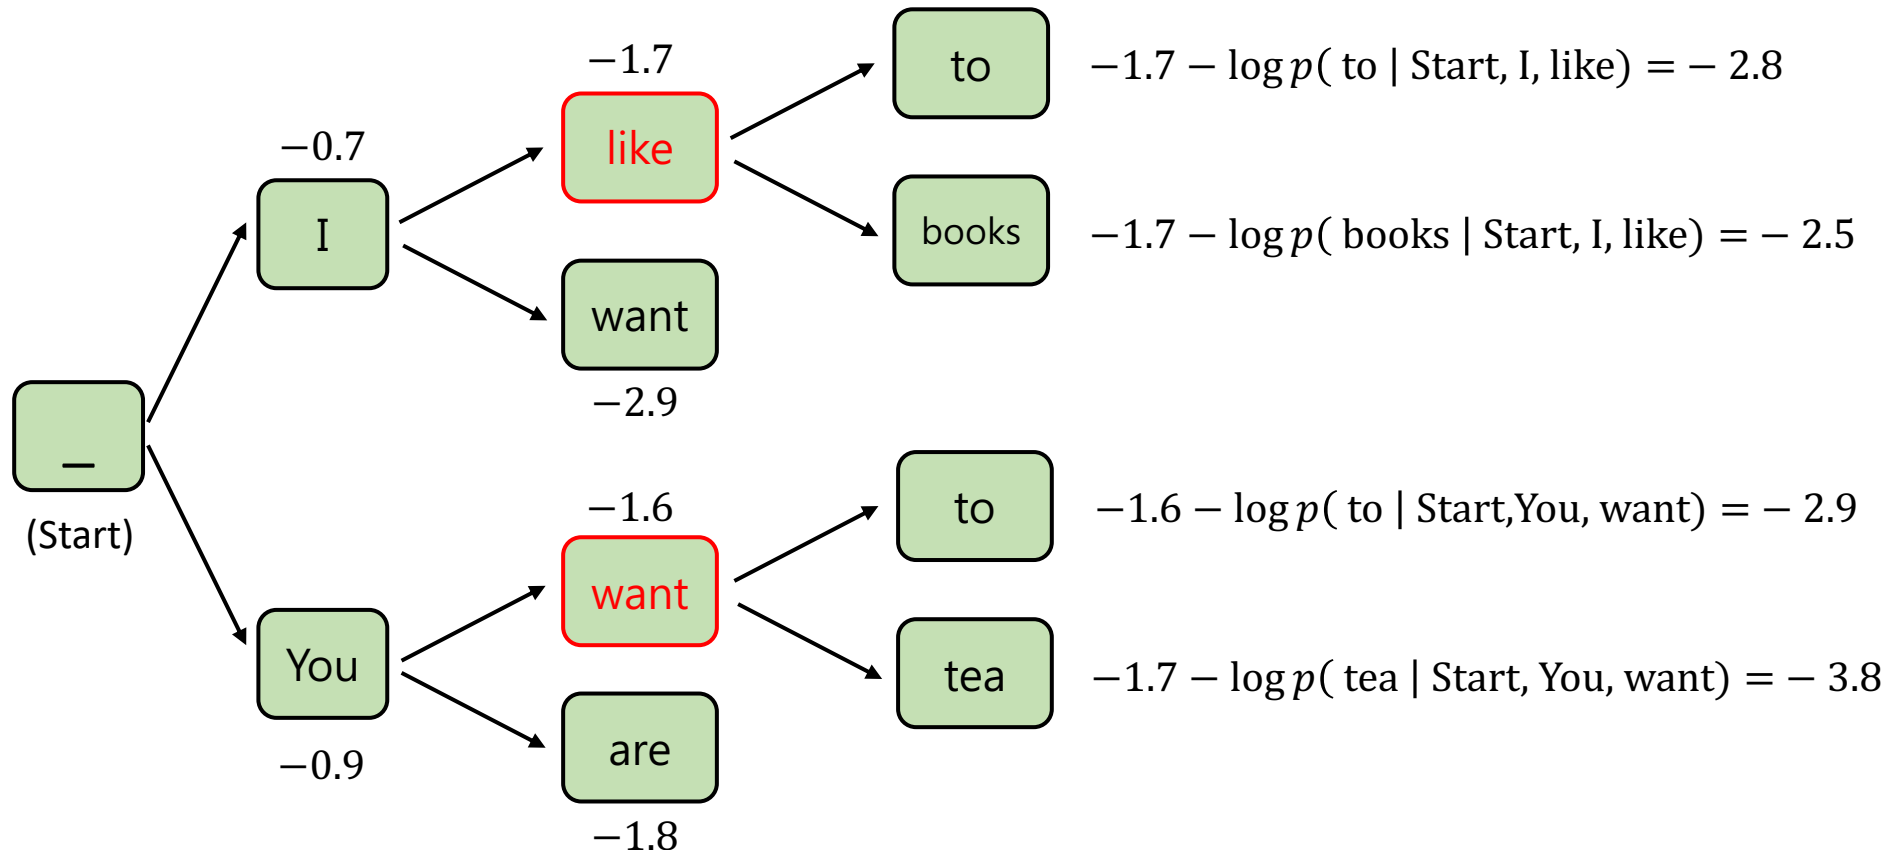 −1.7
to
−1.7 − log p( to | Start, I, like) = − 2.8
−0.7
like
I
books
−1.7 − log p( books | Start, I, like) = − 2.5
want
−2.9
_
(Start)
−1.6
to
−1.6 − log p( to | Start,You, want) = − 2.9
want
You
tea
−1.7 − log p( tea | Start, You, want) = − 3.8
−0.9
are
−1.8